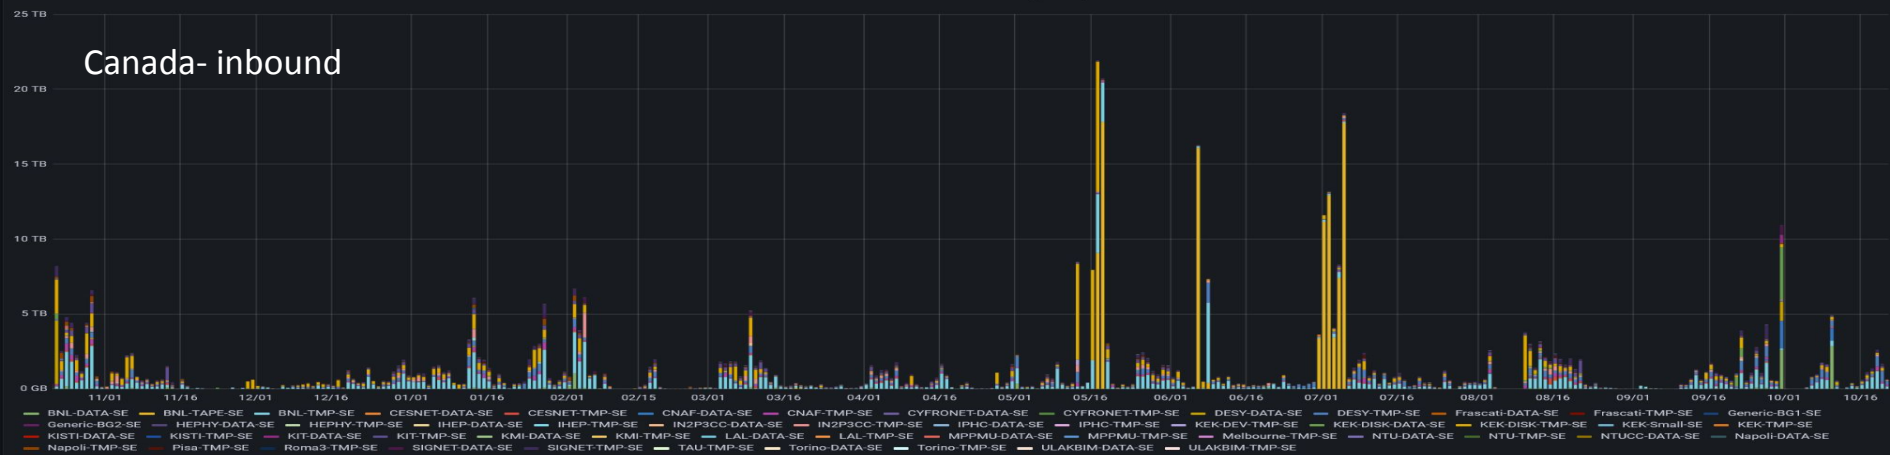 25 TB
Canada- inbound
20 TB
15 TB
10 TB
5 TB
0 GB
11/01 11/16 12/01 12/16 01/01 01/16 02/01 02/15 03/01 03/16 04/01 04/16 05/01 05/16 06/01 06/16 07/01 07/16 08/01 08/16 09/01 09/16 10/01 10/16
BNL-DATA-SE BNL-TAPE-SE BNL-TMP-SE CESNET-DATA-SE CESNET-TMP-SE CNAF-DATA-SE CNAF-TMP-SE CYFRONET-DATA-SE CYFRONET-TMP-SE DESY-DATA-SE DESY-TMP-SE Frascati-DATA-SE Frascati-TMP-SE Generic-BG1-SE
Generic-BG2-SE HEPHY-DATA-SE HEPHY-TMP-SE IHEP-DATA-SE IHEP-TMP-SE IN2P3CC-DATA-SE IN2P3CC-TMP-SE IPHC-DATA-SE IPHC-TMP-SE KEK-DEV-TMP-SE KEK-DISK-DATA-SE KEK-DISK-TMP-SE KEK-Small-SE KEK-TMP-SE
KISTI-DATA-SE KISTI-TMP-SE KIT-DATA-SE KIT-TMP-SE KMI-DATA-SE KMI-TMP-SE LAL-DATA-SE LAL-TMP-SE MPPMU-DATA-SE MPPMU-TMP-SE Melbourne-TMP-SE NTU-DATA-SE NTU-TMP-SE NTUCC-DATA-SE Napoli-DATA-SE
Napoli-TMP-SE Pisa-TMP-SE Roma3-TMP-SE SIGNET-DATA-SE SIGNET-TMP-SE TAU-TMP-SE Torino-DATA-SE Torino-TMP-SE ULAKBIM-DATA-SE ULAKBIM-TMP-SE